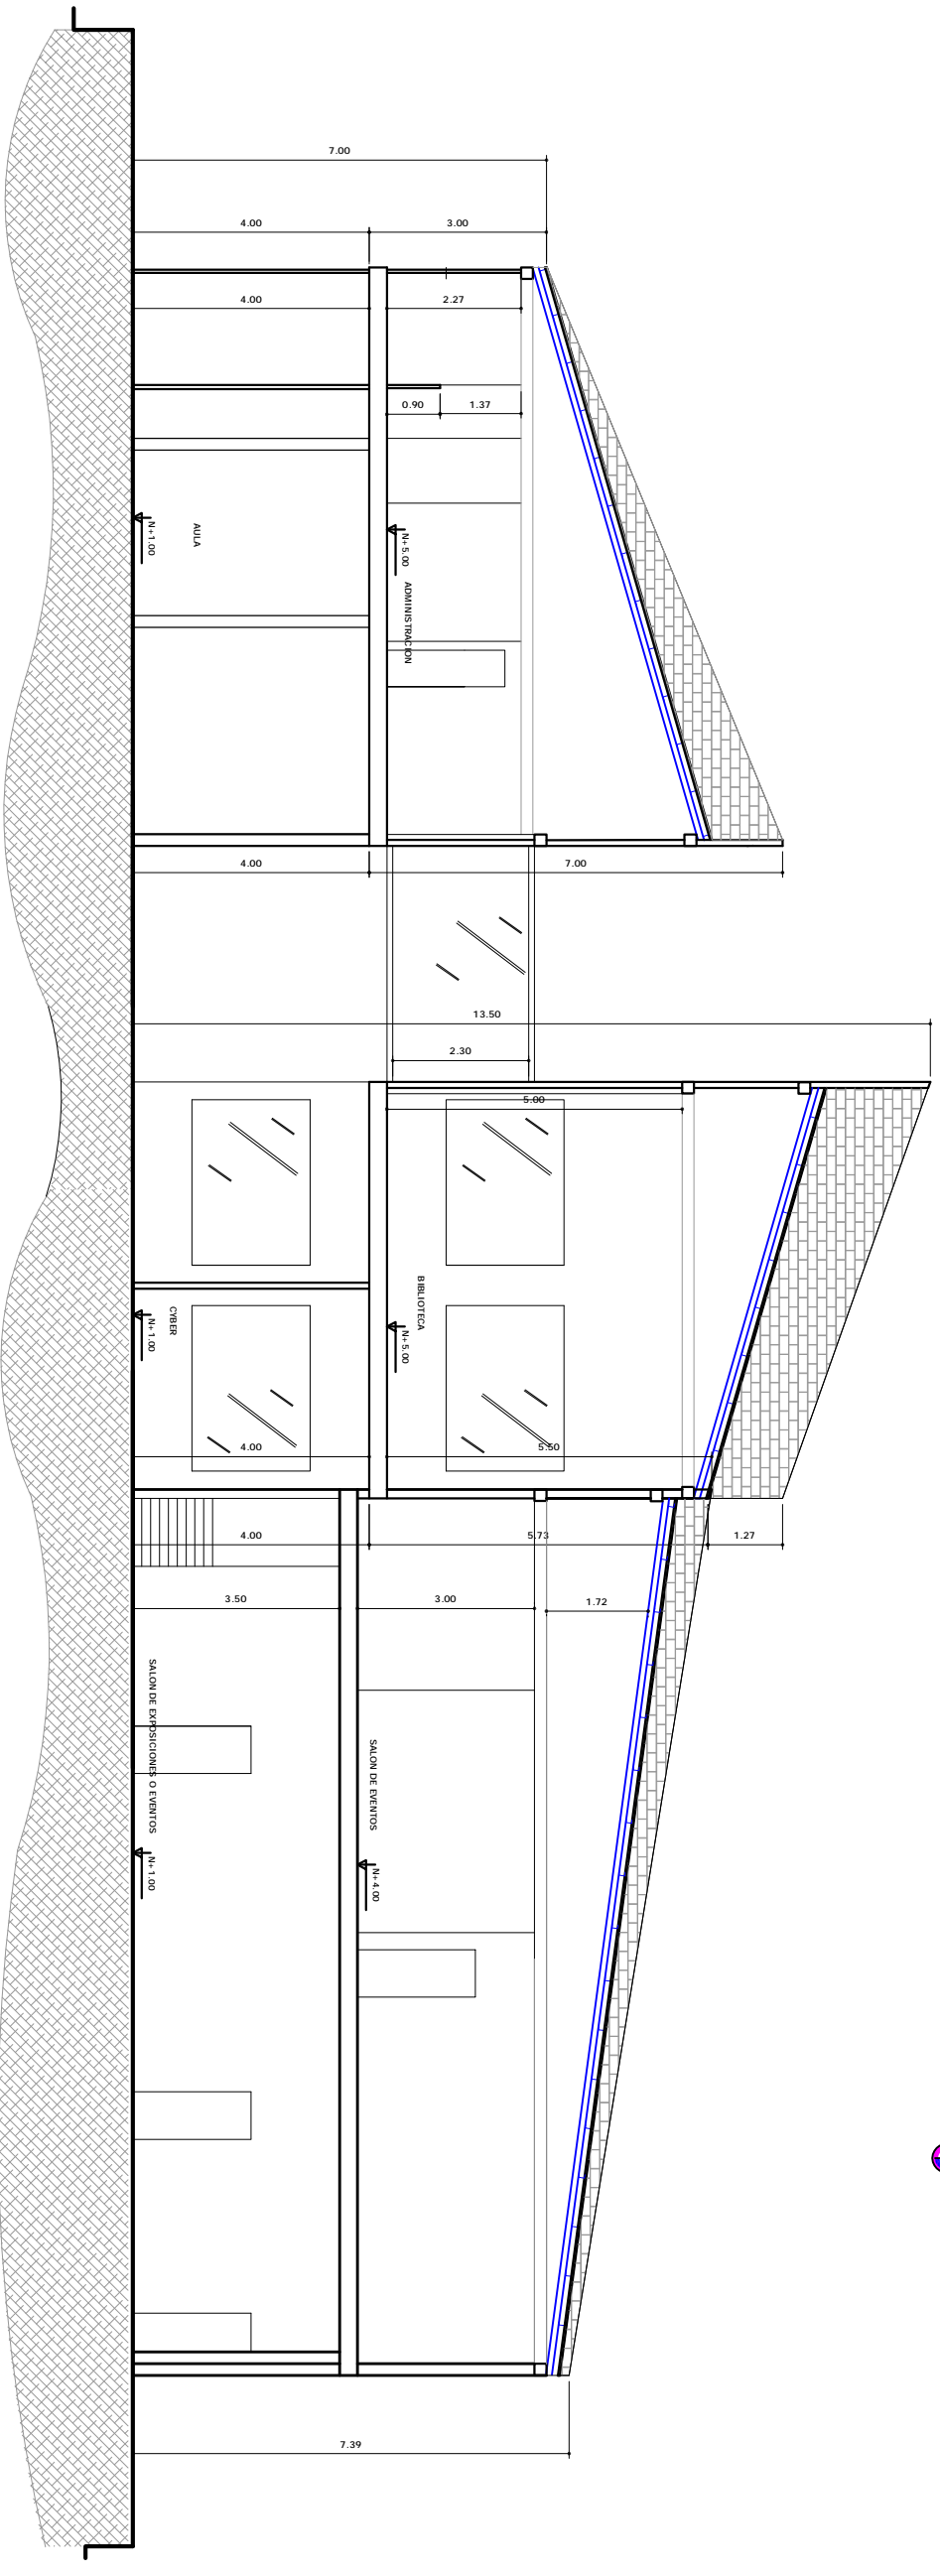 7.00
4.00
3.00
4.00
2.27
0.90
1.37
N+1.00
AULA
N+5.00
ADMINISTRACION
4.00
7.00
13.50
2.30
5.00
BIBLIOTECA
N+5.00
CYBER
N+1.00
4.00
5.50
4.00
5.73
1.27
3.50
3.00
1.72
SALON DE EXPOSICIONES O EVENTOS
N+1.00
SALON DE EVENTOS
N+4.00
7.39